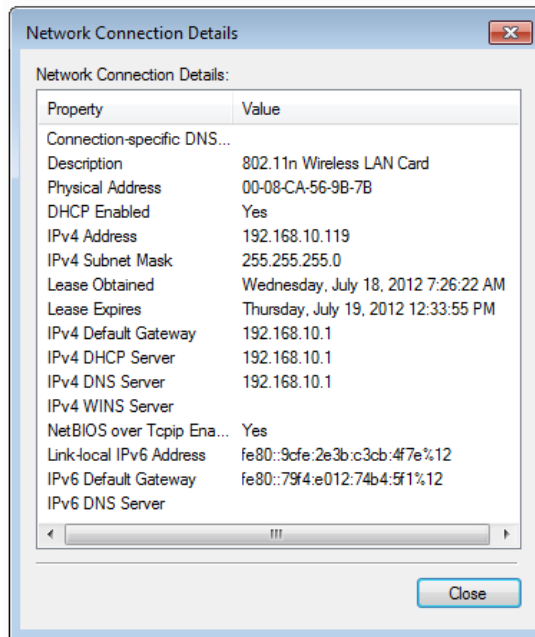 Network Connection Details
Network Connection Details:
Property Value
Connection-specific DNS...
Description 802.11n Wireless LAN Card
Physical Address 00-08-CA-56-9B-7B
DHCP Enabled Yes
IPv4 Address 192.168.10.119
IPv4 Subnet Mask 255.255.255.0
Lease Obtained Wednesday, July 18, 2012 7:26:22 AM
Lease Expires Thursday, July 19, 2012 12:33:55 PM
IPv4 Default Gateway 192.168.10.1
IPv4 DHCP Server 192.168.10.1
IPv4 DNS Server 192.168.10.1
IPv4 WINS Server
NetBIOS over Tcpip Ena... Yes
Link-local IPv6 Address fe80::9cfe:2e3b:c3cb:4f7e%12
IPv6 Default Gateway fe80::79f4:e012:74b4:5f1%12
IPv6 DNS Server
Close